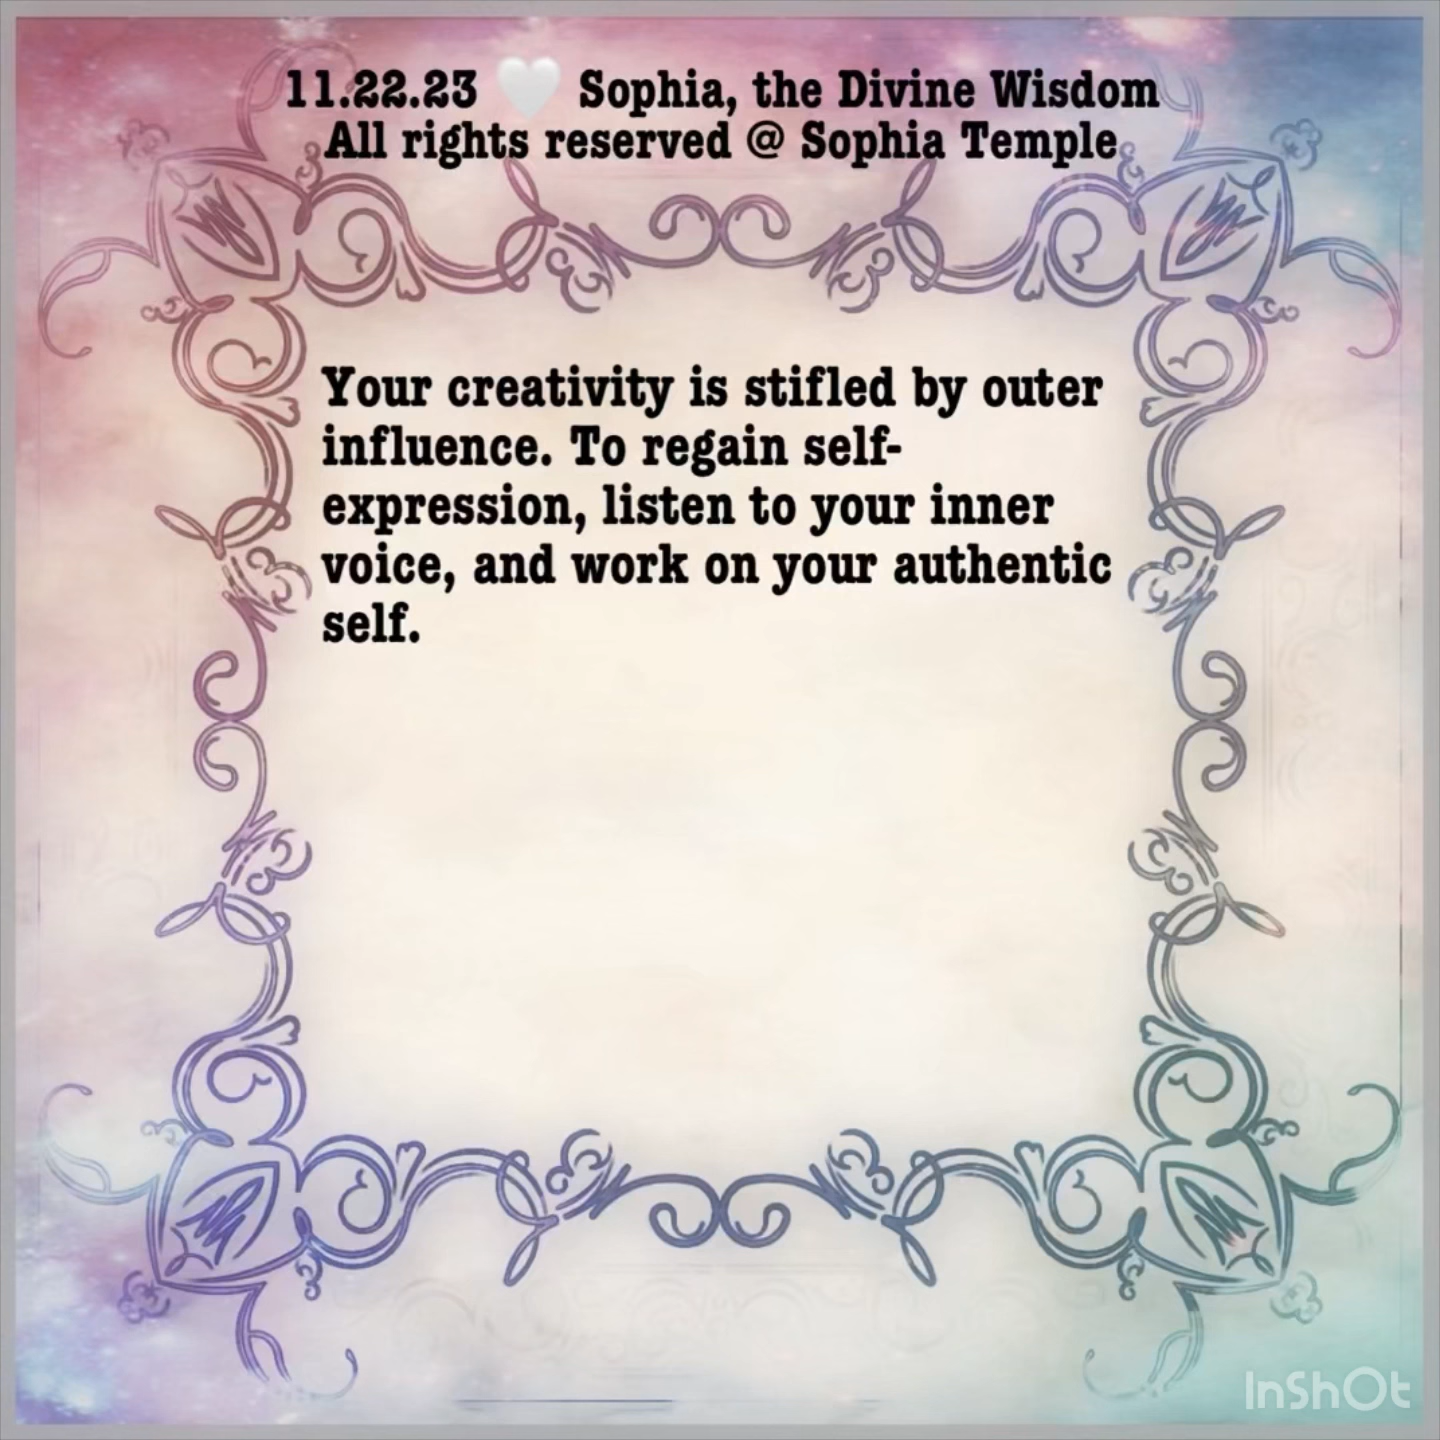 11.22.23 🤍 Sophia, the Divine Wisdom
All rights reserved @ Sophia Temple
Your creativity is stifled by outer
influence. To regain self-
expression, listen to your inner
voice, and work on your authentic
self.
InShOt